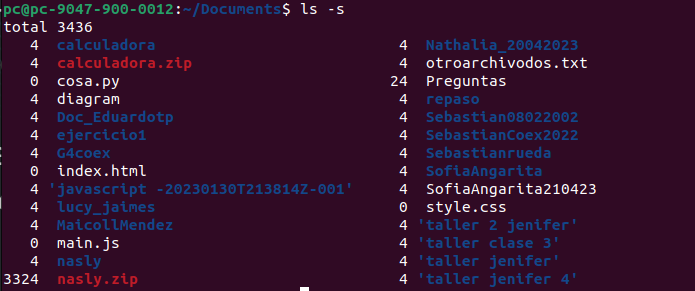 pc@pc-9047-900-0012:~/Documents$ ls -s
total 3436
4 calculadora 4 Nathalia_20042023
4 calculadora.zip 4 otroarchivodos.txt
0 cosa.py 24 Preguntas
4 diagram 4 repaso
4 Doc_Eduardotp 4 Sebastian08022002
4 ejercicio1 4 SebastianCoex2022
4 G4coex 4 Sebastianrueda
0 index.html 4 SofiaAngarita
4 'javascript -20230130T213814Z-001' 4 SofiaAngarita210423
4 lucy_jaimes 0 style.css
4 MaicollMendez 4 'taller 2 jenifer'
0 main.js 4 'taller clase 3'
4 nasly 4 'taller jenifer'
3324 nasly.zip 4 'taller jenifer 4'